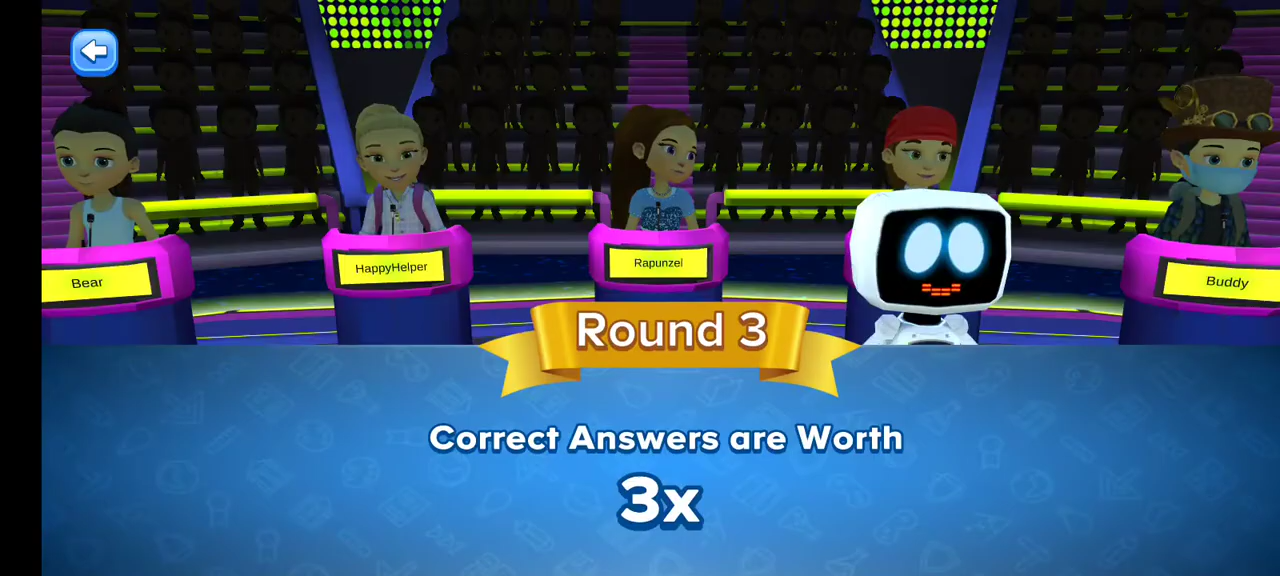 Bear
HappyHelper
Rapunzel
Buddy
Round 3
Correct Answers are Worth
3x